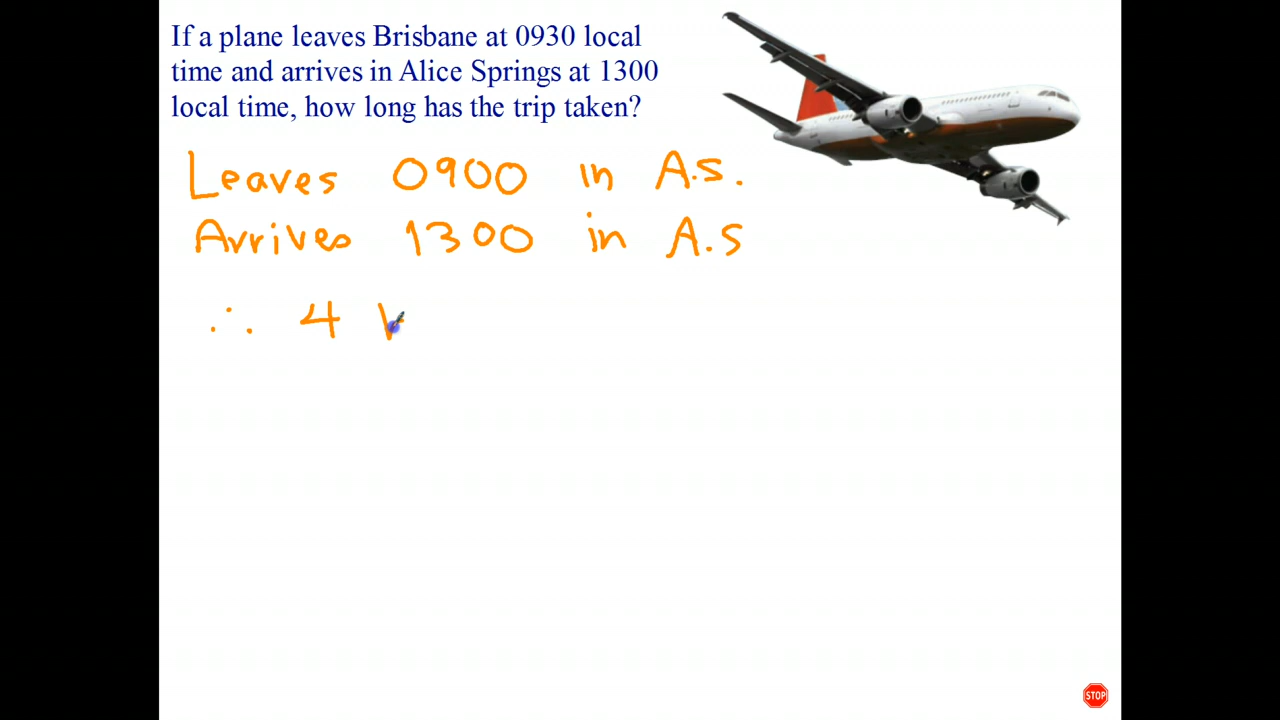 If a plane leaves Brisbane at 0930 local
time and arrives in Alice Springs at 1300
local time, how long has the trip taken?
Leaves 0900 in A.S.
Arrives 1300 in A.S
∴ 4
STOP